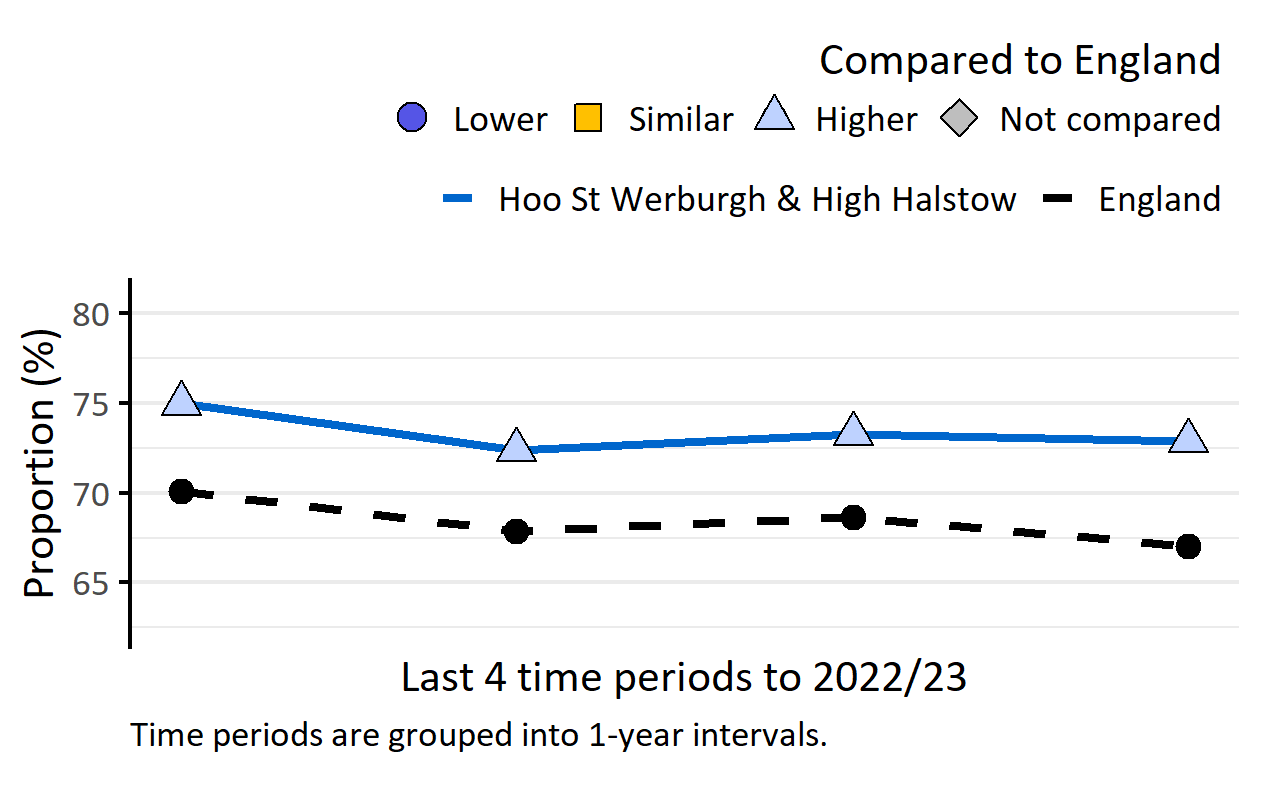 Compared to England
Lower Similar Higher Not compared
Hoo St Werburgh & High Halstow England
Proportion (%)
80
75
70
65
Last 4 time periods to 2022/23
Time periods are grouped into 1-year intervals.